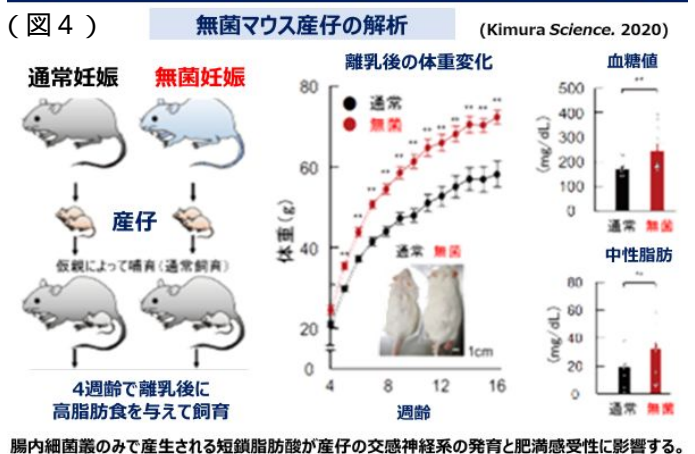 (図４)
無菌マウス産仔の解析
(Kimura Science. 2020)
通常妊娠
無菌妊娠
産仔
仮親によって哺育(通常飼育)
4週齢で離乳後に
高脂肪食を与えて飼育
離乳後の体重変化
体重(g)
80
60
40
20
0
通常
無菌
**
通常 無菌
1cm
4 8 12 16
週齢
血糖値
(mg/dL)
500
400
300
200
100
0
通常 無菌
中性脂肪
(mg/dL)
80
60
40
20
0
通常 無菌
腸内細菌叢のみで産生される短鎖脂肪酸が産仔の交感神経系の発育と肥満感受性に影響する。